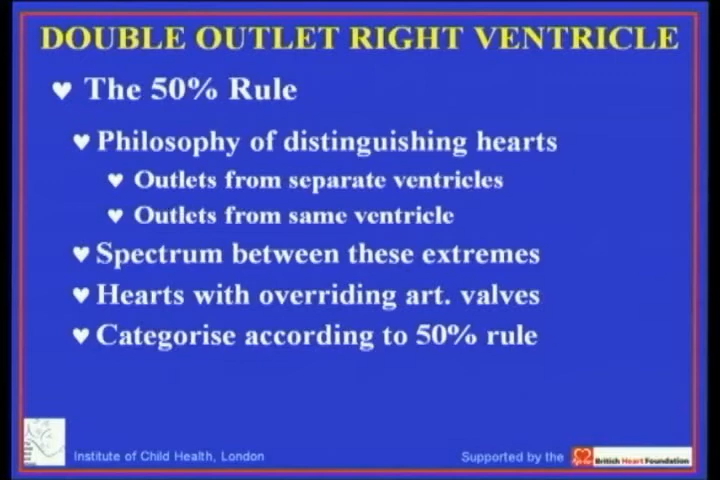 DOUBLE OUTLET RIGHT VENTRICLE
The 50% Rule
Philosophy of distinguishing hearts
Outlets from separate ventricles
Outlets from same ventricle
Spectrum between these extremes
Hearts with overriding art. valves
Categorise according to 50% rule
Institute of Child Health, London
Supported by the
British Heart Foundation